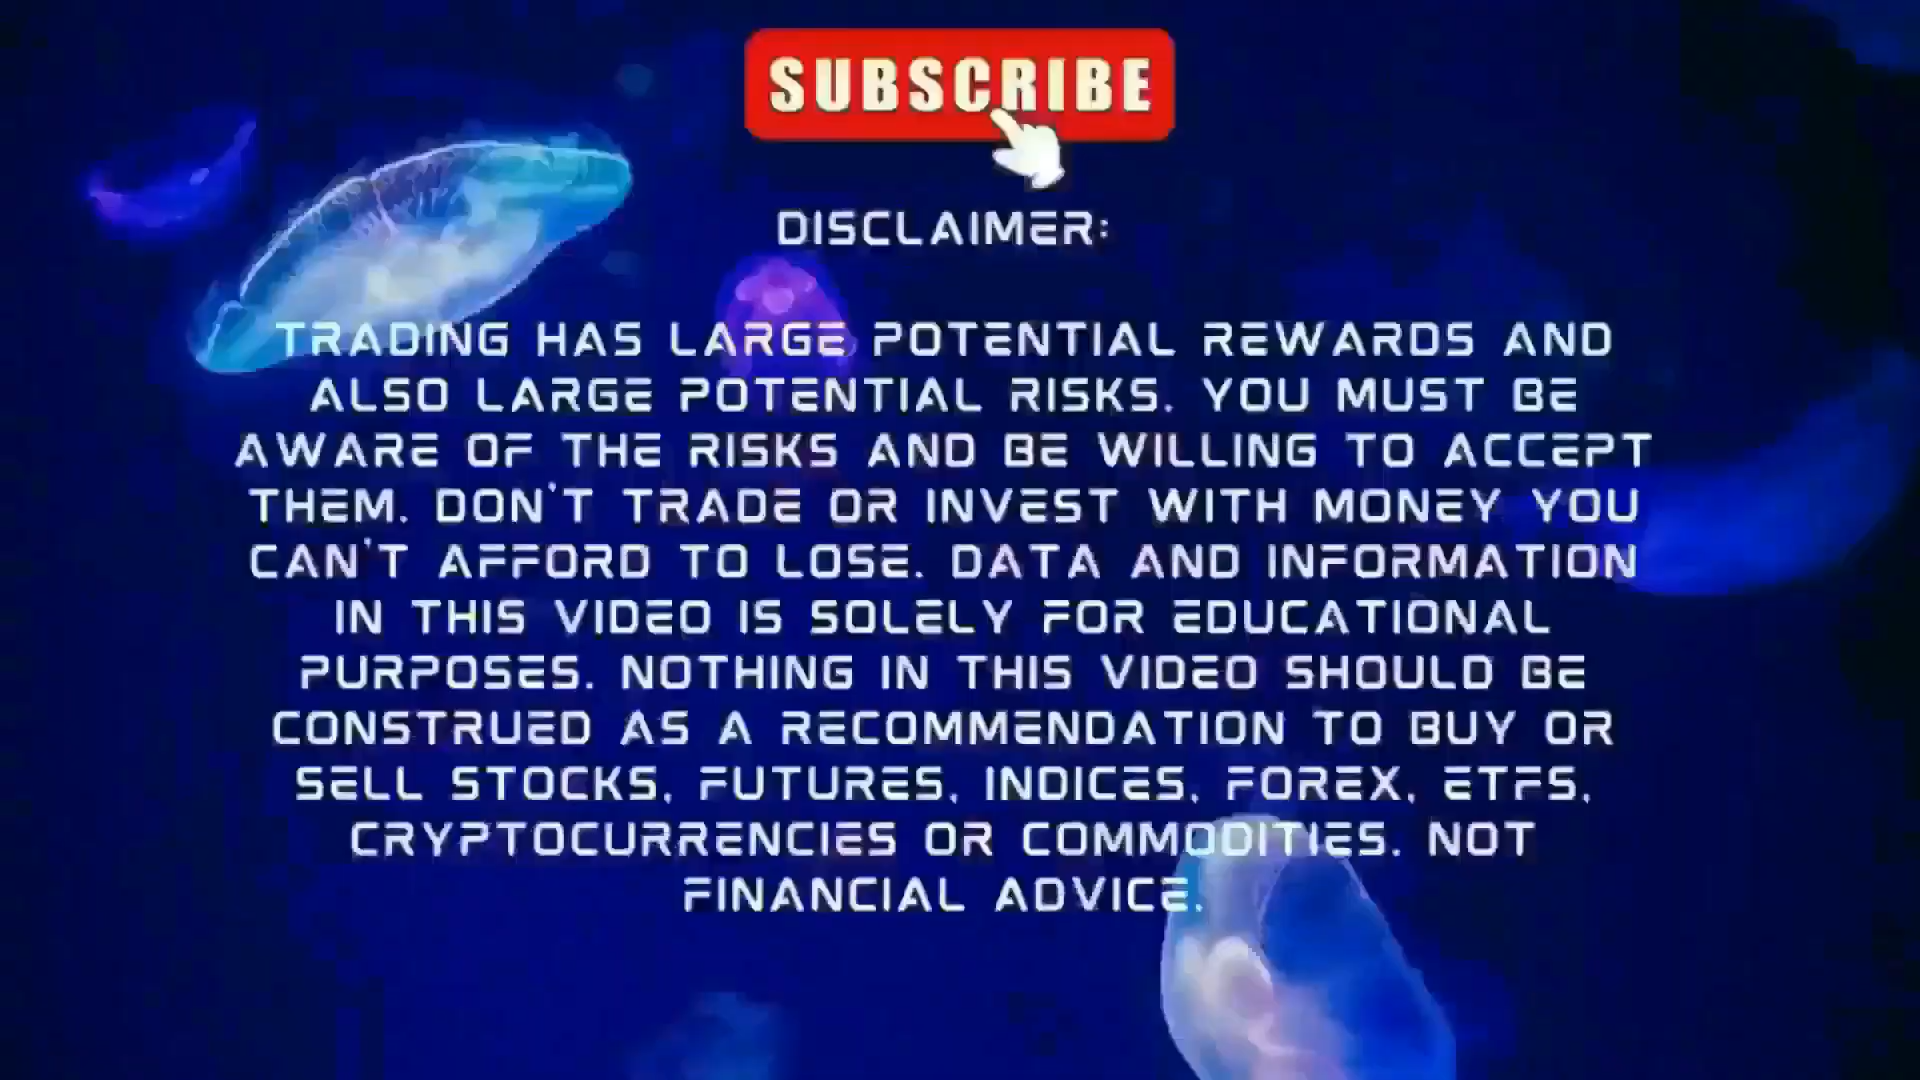 SUBSCRIBE
DISCLAIMER:
TRADING HAS LARGE POTENTIAL REWARDS AND
ALSO LARGE POTENTIAL RISKS. YOU MUST BE
AWARE OF THE RISKS AND BE WILLING TO ACCEPT
THEM. DON'T TRADE OR INVEST WITH MONEY YOU
CAN'T AFFORD TO LOSE. DATA AND INFORMATION
IN THIS VIDEO IS SOLELY FOR EDUCATIONAL
PURPOSES. NOTHING IN THIS VIDEO SHOULD BE
CONSTRUED AS A RECOMMENDATION TO BUY OR
SELL STOCKS, FUTURES, INDICES, FOREX, ETFS,
CRYPTOCURRENCIES OR COMMODITIES. NOT
FINANCIAL ADVICE.